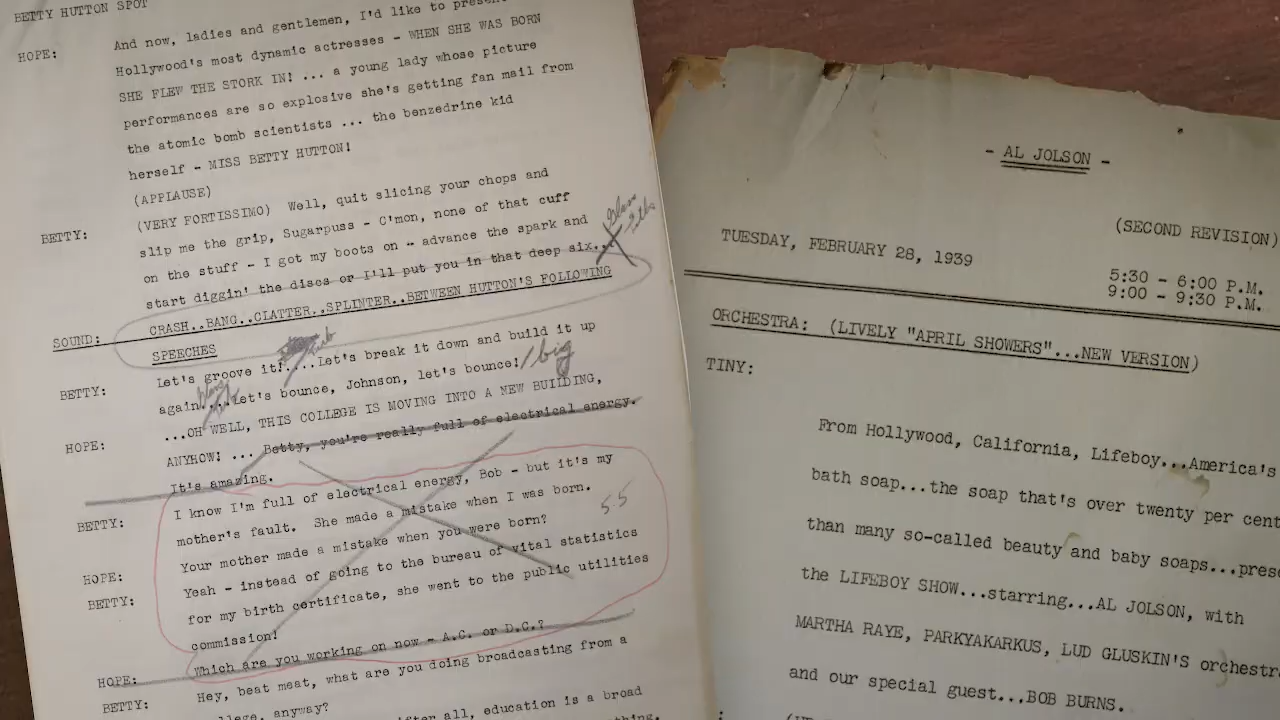 BETTY HUTTON SPOT
HOPE: And now, ladies and gentlemen, I'd like to present
Hollywood's most dynamic actresses - WHEN SHE WAS BORN
SHE FLEW THE STORK IN! ... a young lady whose picture
performances are so explosive she's getting fan mail from
the atomic bomb scientists ... the benzedrine kid
herself - MISS BETTY HUTTON!
(APPLAUSE)
BETTY: (VERY FORTISSIMO) Well, quit slicing your chops and
slip me the grip, Sugarpuss - C'mon, none of that cuff
on the stuff - I got my boots on - advance the spark and
start diggin' the discs or I'll put you in that deep six...
SOUND: CRASH..BANG..CLATTER..SPLINTER..BETWEEN HUTTON'S FOLLOWING
SPEECHES
BETTY: Let's groove it!.....Let's break it down and build it up
again....Let's bounce, Johnson, let's bounce! / big
HOPE: ...OH WELL, THIS COLLEGE IS MOVING INTO A NEW BUILDING,
ANYHOW! ... Betty, you're really full of electrical energy.
It's amazing.
BETTY: I know I'm full of electrical energy, Bob - but it's my
mother's fault. She made a mistake when I was born.
55
HOPE: Your mother made a mistake when you were born?
BETTY: Yeah - instead of going to the bureau of vital statistics
for my birth certificate, she went to the public utilities
commission!
HOPE: Which are you working on now - A.C. or D.C.?
BETTY: Hey, beat meat, what are you doing broadcasting from a
llege, anyway?
fter all, education is a broad
thing.
- AL JOLSON -
(SECOND REVISION)
TUESDAY, FEBRUARY 28, 1939
5:30 - 6:00 P.M.
9:00 - 9:30 P.M.
ORCHESTRA: (LIVELY "APRIL SHOWERS"...NEW VERSION)
TINY:
From Hollywood, California, Lifeboy...America's
bath soap...the soap that's over twenty per cent
than many so-called beauty and baby soaps...pres
the LIFEBOY SHOW...starring...AL JOLSON, with
MARTHA RAYE, PARKYAKARKUS, LUD GLUSKIN'S orchestr
and our special guest...BOB BURNS.